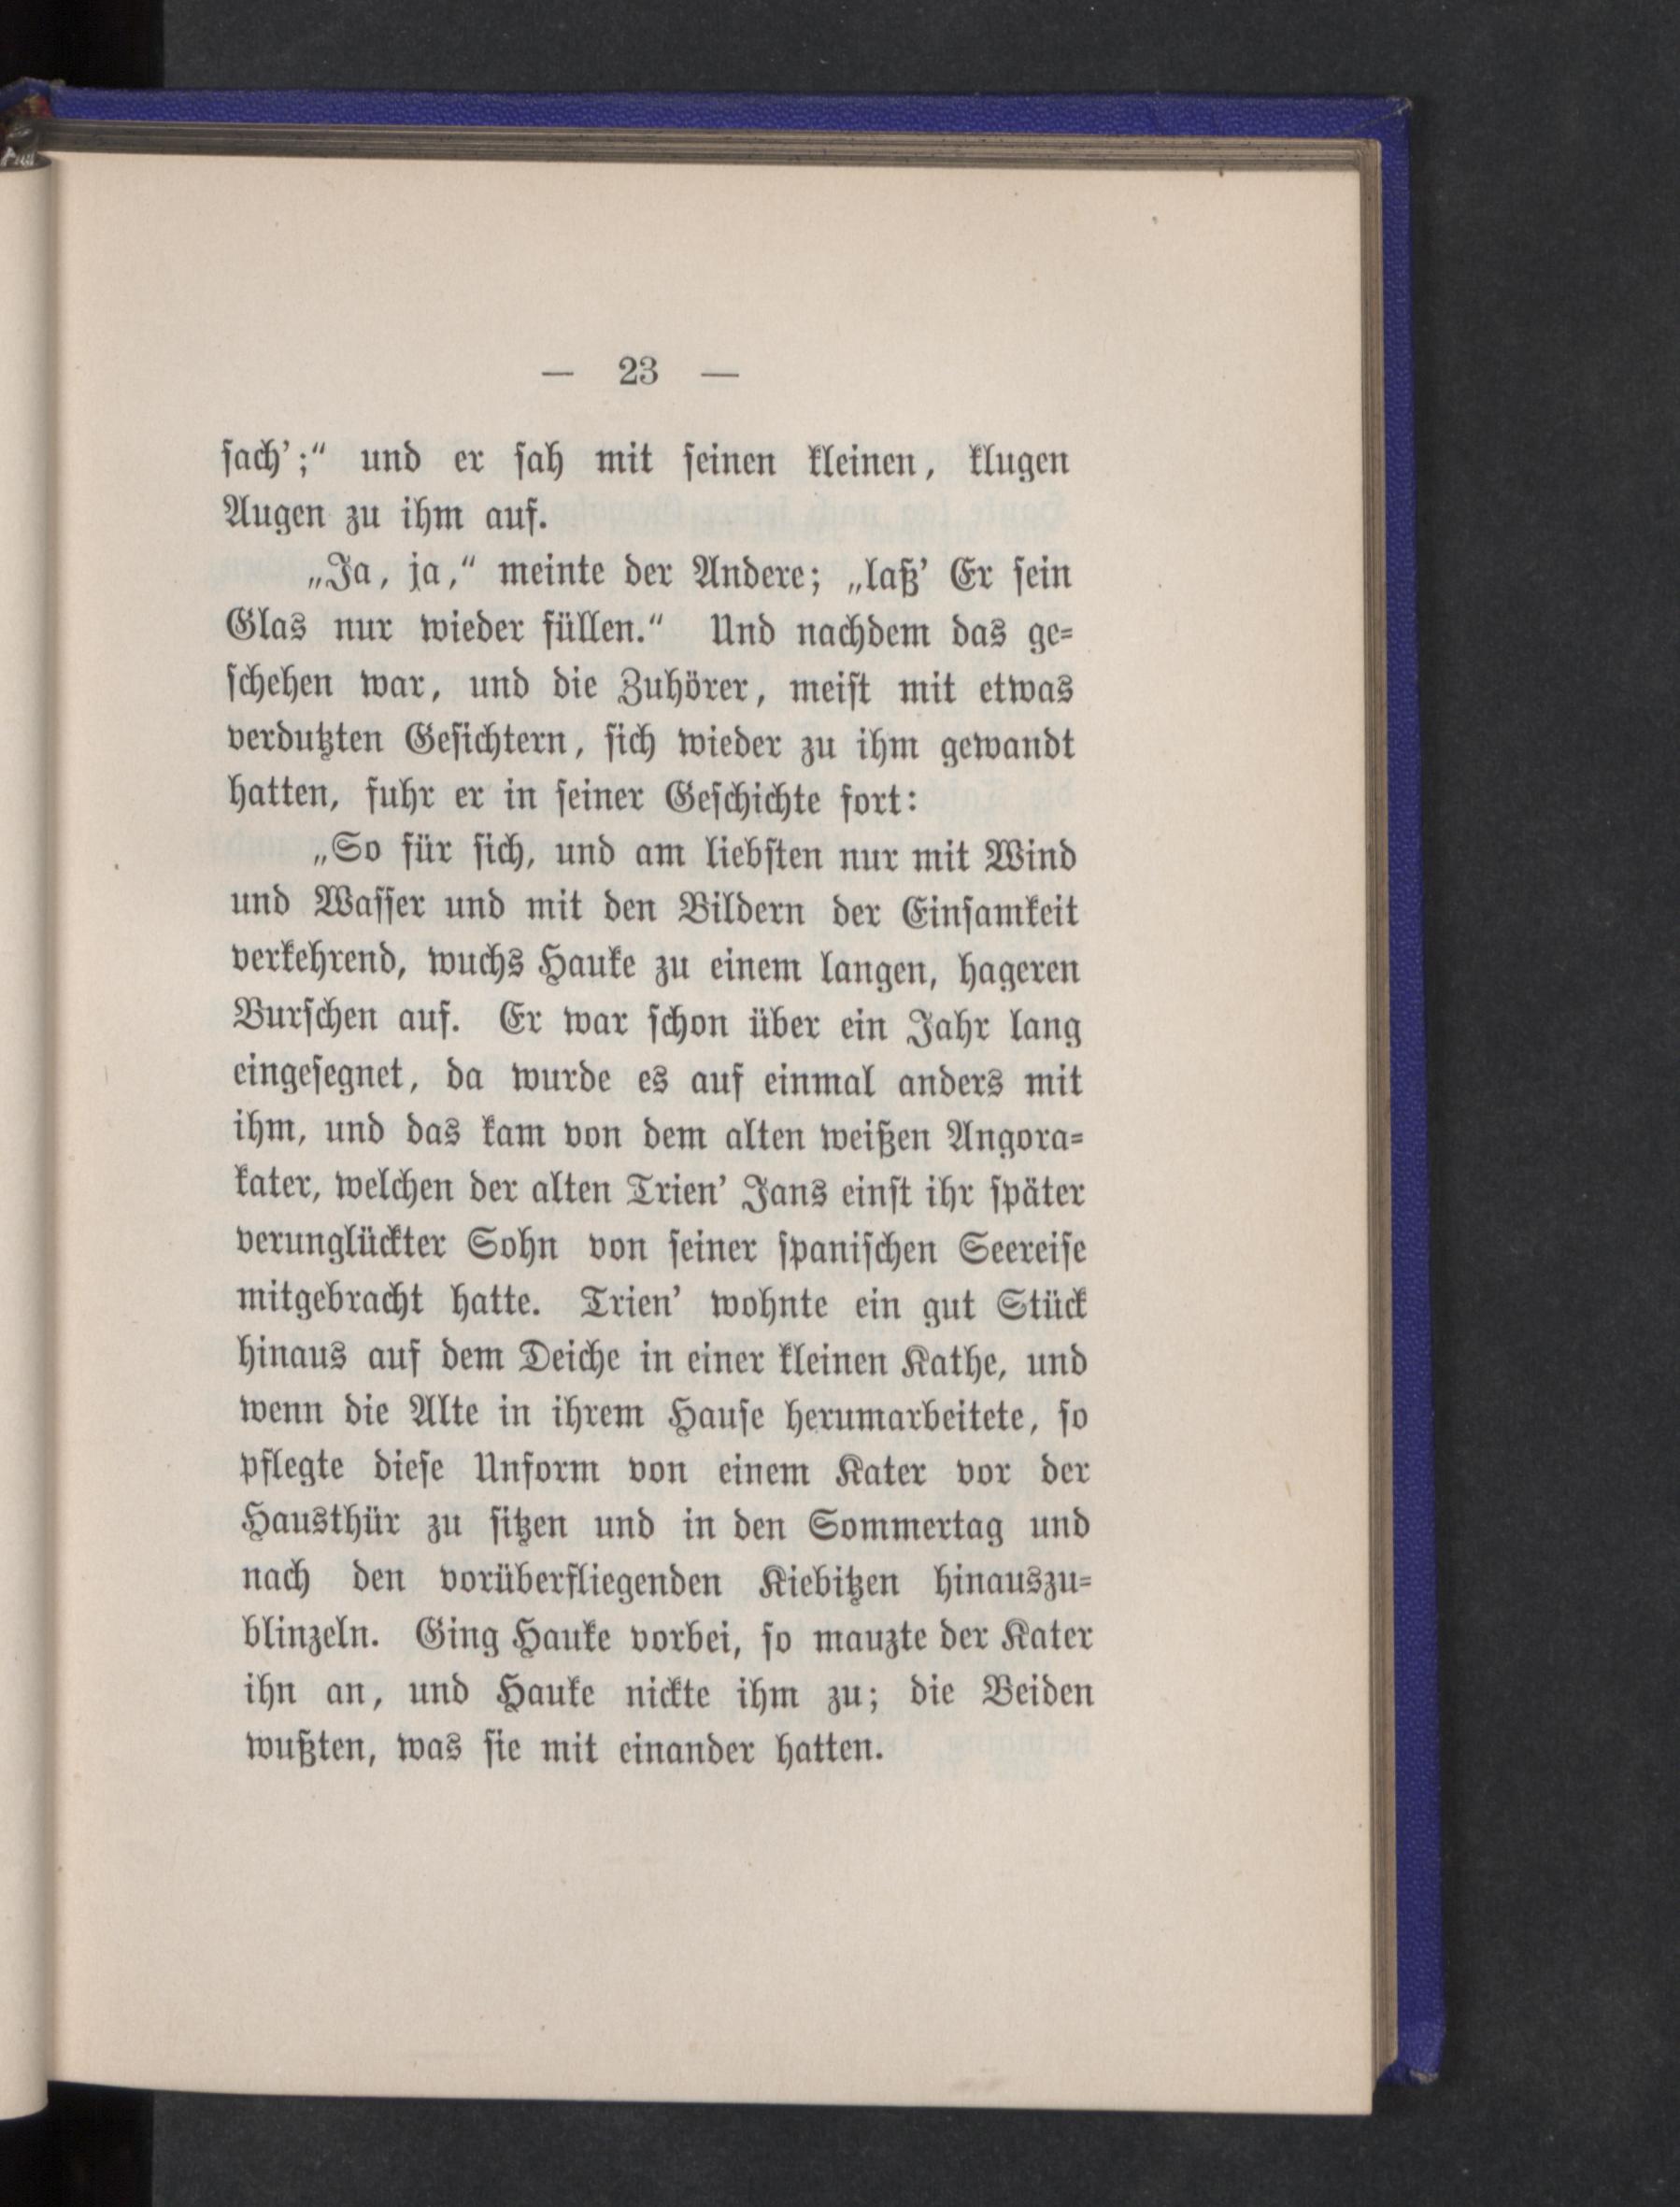 — 23 —
sach’;“ und er sah mit seinen kleinen, klugen
Augen zu ihm auf.
„Ja, ja,“ meinte der Andere; „laß’ Er sein
Glas nur wieder füllen.“ Und nachdem das ge-
schehen war, und die Zuhörer, meist mit etwas
verdutzten Gesichtern, sich wieder zu ihm gewandt
hatten, fuhr er in seiner Geschichte fort:
„So für sich, und am liebsten nur mit Wind
und Wasser und mit den Bildern der Einsamkeit
verkehrend, wuchs Hauke zu einem langen, hageren
Burschen auf. Er war schon über ein Jahr lang
eingesegnet, da wurde es auf einmal anders mit
ihm, und das kam von dem alten weißen Angora-
kater, welchen der alten Trien’ Jans einst ihr später
verunglückter Sohn von seiner spanischen Seereise
mitgebracht hatte. Trien’ wohnte ein gut Stück
hinaus auf dem Deiche in einer kleinen Kathe, und
wenn die Alte in ihrem Hause herumarbeitete, so
pflegte diese Unform von einem Kater vor der
Hausthür zu sitzen und in den Sommertag und
nach den vorüberfliegenden Kiebitzen hinauszu-
blinzeln. Ging Hauke vorbei, so mauzte der Kater
ihn an, und Hauke nickte ihm zu; die Beiden
wußten, was sie mit einander hatten.